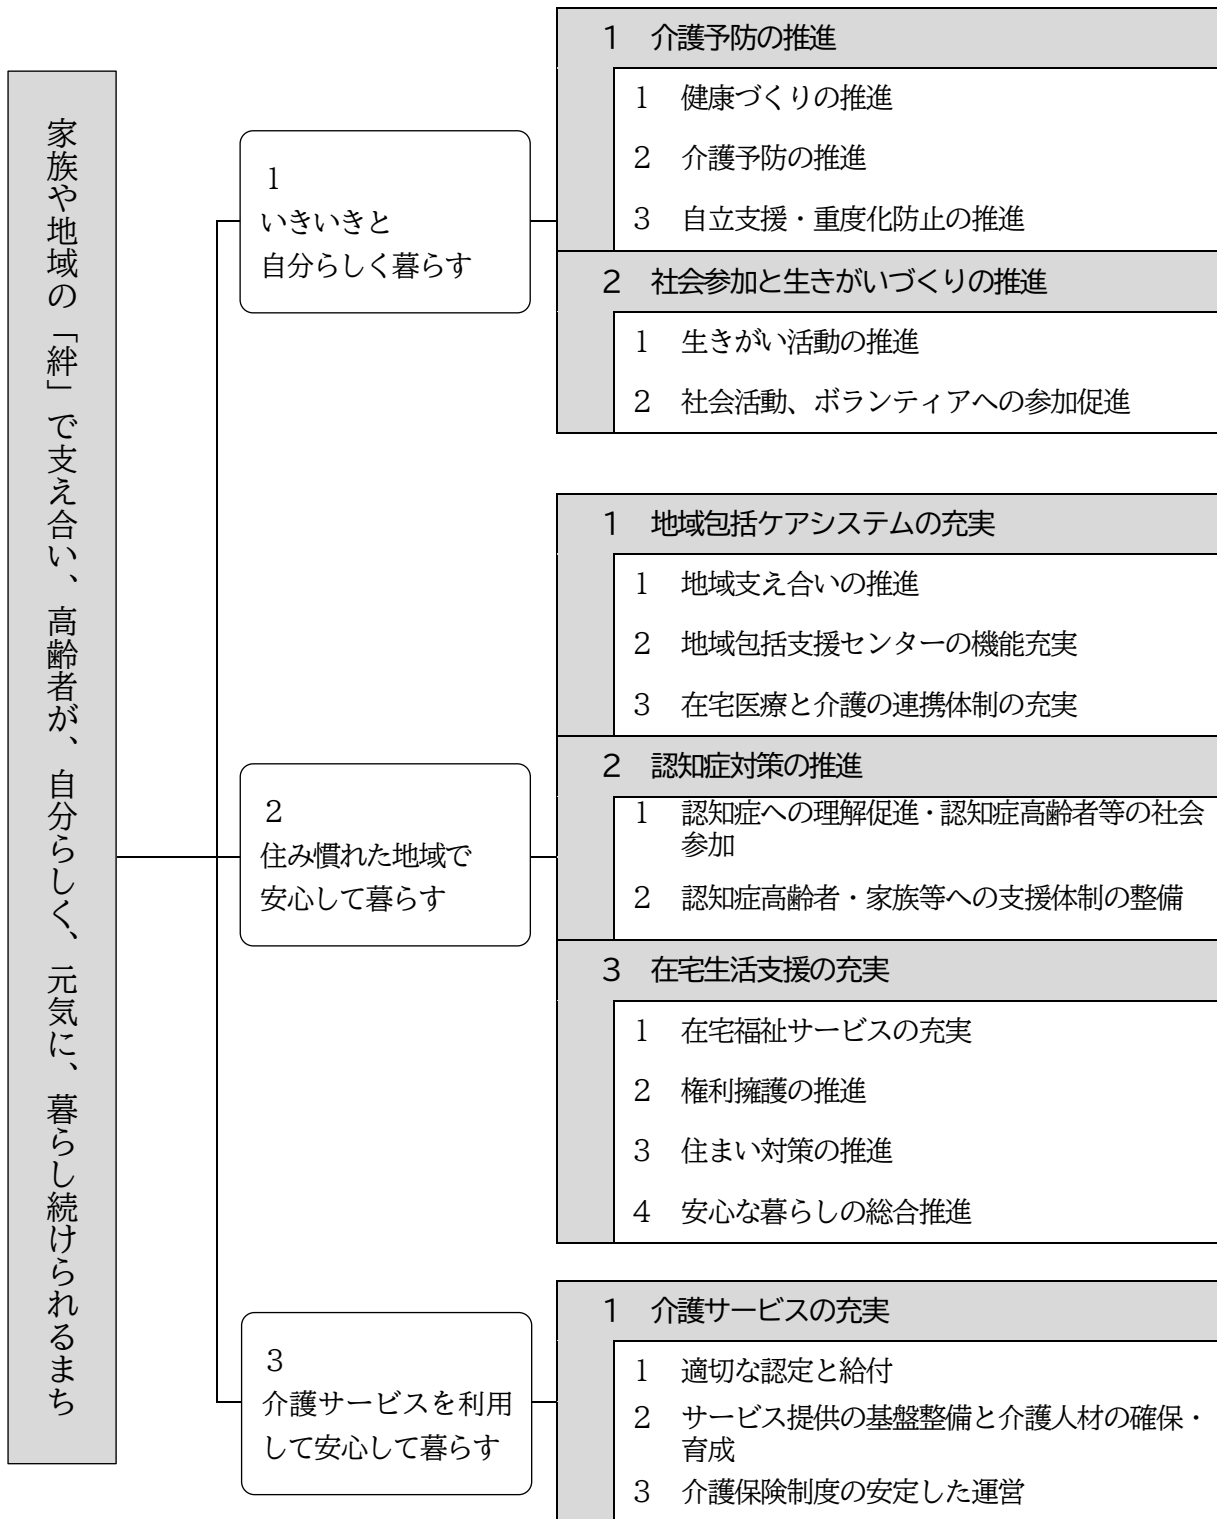 家族や地域の「絆」で支え合い、高齢者が、自分らしく、元気に、暮らし続けられるまち
1
いきいきと
自分らしく暮らす
1 介護予防の推進
1 健康づくりの推進
2 介護予防の推進
3 自立支援・重度化防止の推進
2 社会参加と生きがいづくりの推進
1 生きがい活動の推進
2 社会活動、ボランティアへの参加促進
2
住み慣れた地域で
安心して暮らす
1 地域包括ケアシステムの充実
1 地域支え合いの推進
2 地域包括支援センターの機能充実
3 在宅医療と介護の連携体制の充実
2 認知症対策の推進
1 認知症への理解促進・認知症高齢者等の社会
参加
2 認知症高齢者・家族等への支援体制の整備
3 在宅生活支援の充実
1 在宅福祉サービスの充実
2 権利擁護の推進
3 住まい対策の推進
4 安心な暮らしの総合推進
3
介護サービスを利用
して安心して暮らす
1 介護サービスの充実
1 適切な認定と給付
2 サービス提供の基盤整備と介護人材の確保・
育成
3 介護保険制度の安定した運営